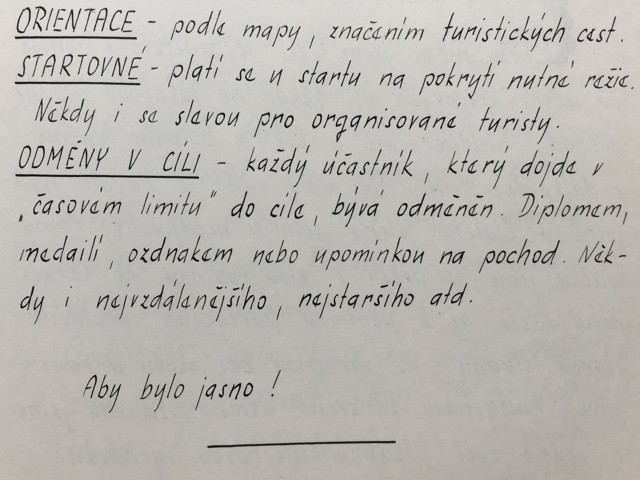 ORIENTACE - podle mapy, značením turistických cest.
STARTOVNÉ - platí se u startu na pokrytí nutné režie.
Někdy i se slevou pro organisované turisty.
ODMĚNY V CÍLI - každý účastník, který dojde v
„časovém limitu" do cíle, bývá odměněn. Diplomem,
medailí, ozdnakem nebo upomínkou na pochod. Něk-
dy i nejvzdálenějšího, nejstaršího atd.
Aby bylo jasno!